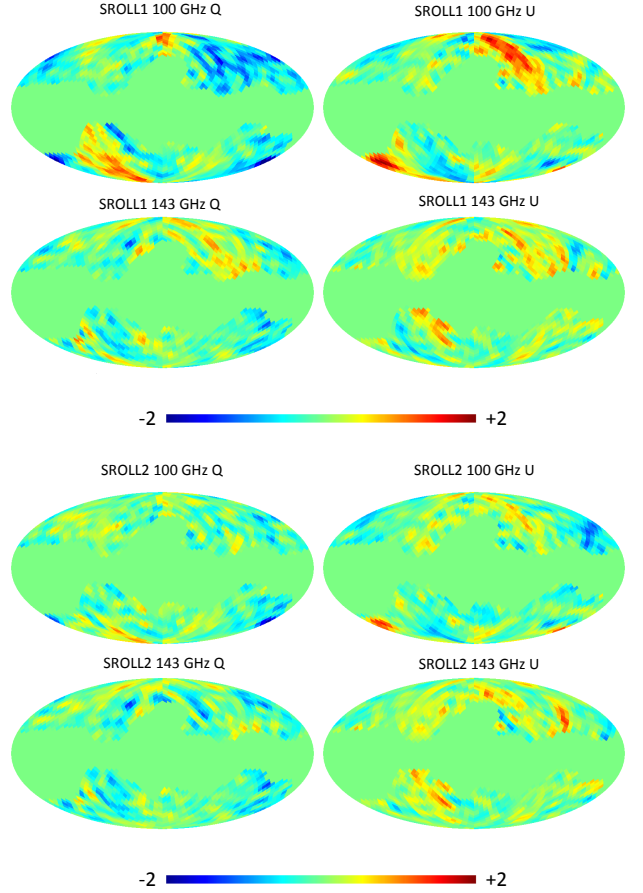 SROLL1 100 GHz Q
SROLL1 100 GHz U
SROLL1 143 GHz Q
SROLL1 143 GHz U
-2 +2
SROLL2 100 GHz Q
SROLL2 100 GHz U
SROLL2 143 GHz Q
SROLL2 143 GHz U
-2 +2